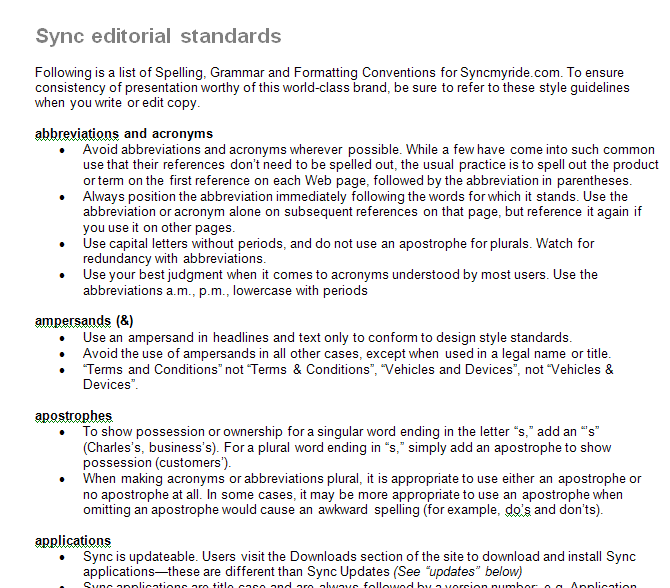 Sync editorial standards
Following is a list of Spelling, Grammar and Formatting Conventions for Syncmyride.com. To ensure
consistency of presentation worthy of this world-class brand, be sure to refer to these style guidelines
when you write or edit copy.
abbreviations and acronyms
• Avoid abbreviations and acronyms wherever possible. While a few have come into such common
use that their references don’t need to be spelled out, the usual practice is to spell out the product
or term on the first reference on each Web page, followed by the abbreviation in parentheses.
• Always position the abbreviation immediately following the words for which it stands. Use the
abbreviation or acronym alone on subsequent references on that page, but reference it again if
you use it on other pages.
• Use capital letters without periods, and do not use an apostrophe for plurals. Watch for
redundancy with abbreviations.
• Use your best judgment when it comes to acronyms understood by most users. Use the
abbreviations a.m., p.m., lowercase with periods
ampersands (&)
• Use an ampersand in headlines and text only to conform to design style standards.
• Avoid the use of ampersands in all other cases, except when used in a legal name or title.
• “Terms and Conditions” not “Terms & Conditions”, “Vehicles and Devices”, not “Vehicles &
Devices”.
apostrophes
• To show possession or ownership for a singular word ending in the letter “s,” add an “’s”
(Charles’s, business’s). For a plural word ending in “s,” simply add an apostrophe to show
possession (customers’).
• When making acronyms or abbreviations plural, it is appropriate to use either an apostrophe or
no apostrophe at all. In some cases, it may be more appropriate to use an apostrophe when
omitting an apostrophe would cause an awkward spelling (for example, do’s and don’ts).
applications
• Sync is updateable. Users visit the Downloads section of the site to download and install Sync
applications—these are different than Sync Updates (See “updates” below)
• Sync applications are title case and are always followed by a version number: e.g. Application